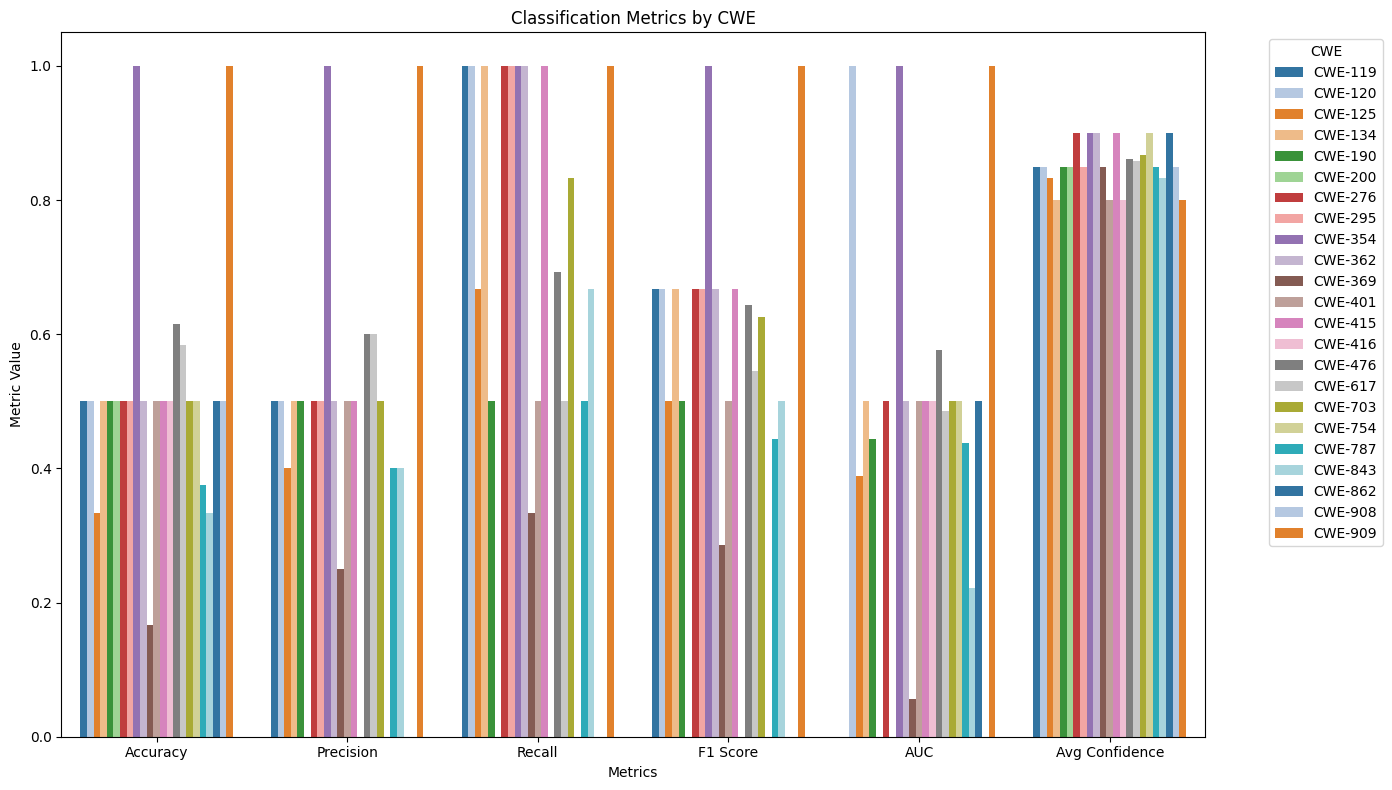 Classification Metrics by CWE
Metric Value
1.0
0.8
0.6
0.4
0.2
0.0
Accuracy
Precision
Recall
F1 Score
AUC
Avg Confidence
Metrics
CWE
CWE-119
CWE-120
CWE-125
CWE-134
CWE-190
CWE-200
CWE-276
CWE-295
CWE-354
CWE-362
CWE-369
CWE-401
CWE-415
CWE-416
CWE-476
CWE-617
CWE-703
CWE-754
CWE-787
CWE-843
CWE-862
CWE-908
CWE-909